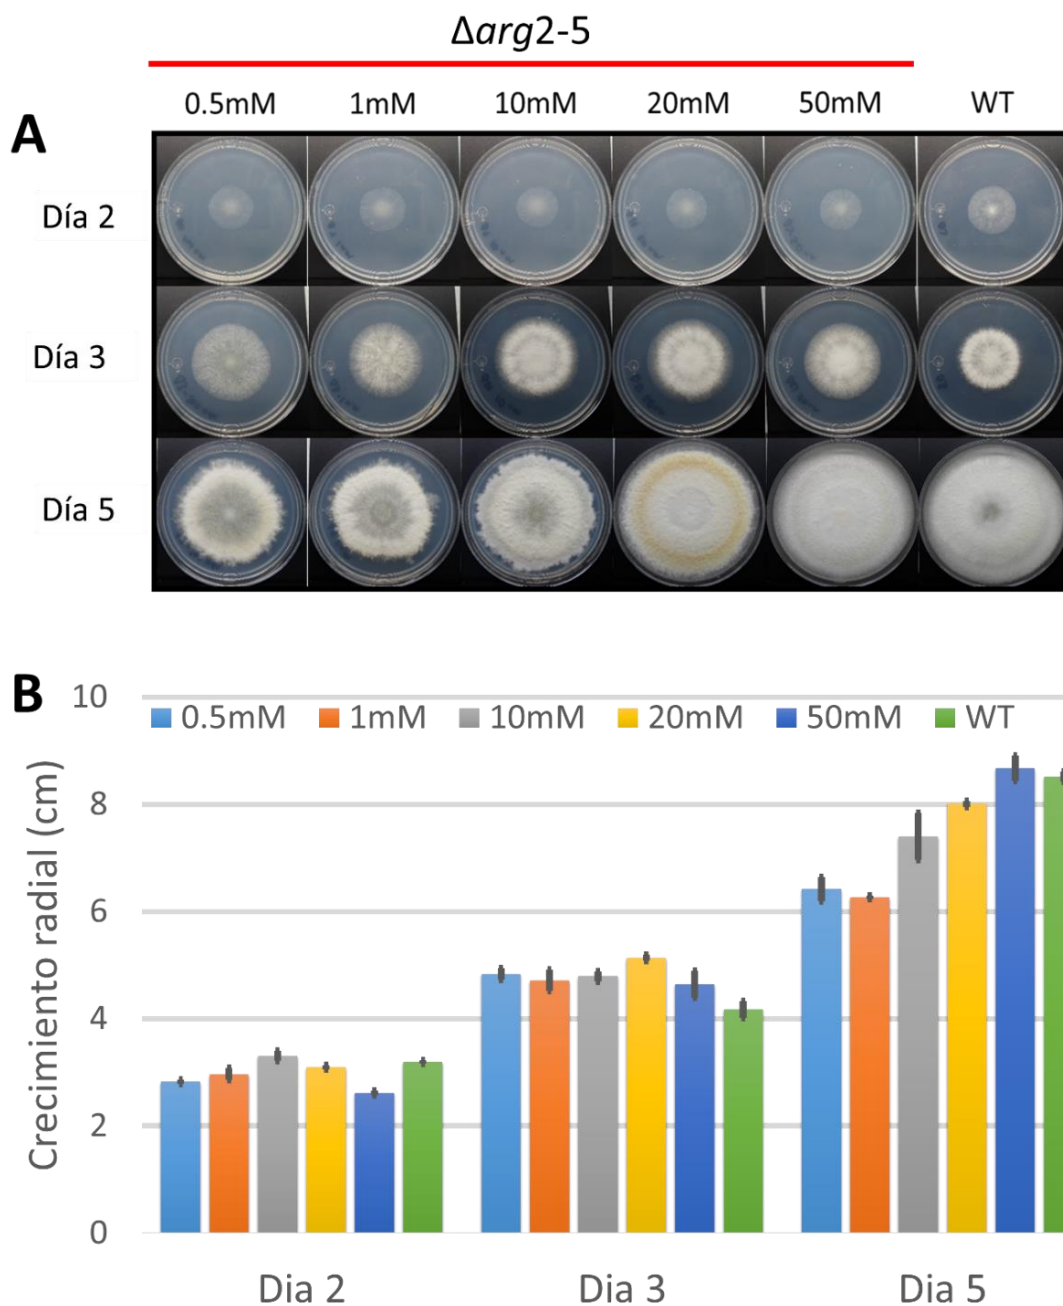 Δarg2-5
0.5mM 1mM 10mM 20mM 50mM WT
A
Día 2
Día 3
Día 5
B
10
0.5mM 1mM 10mM 20mM 50mM WT
Crecimiento radial (cm)
8
6
4
2
0
Dia 2 Dia 3 Dia 5